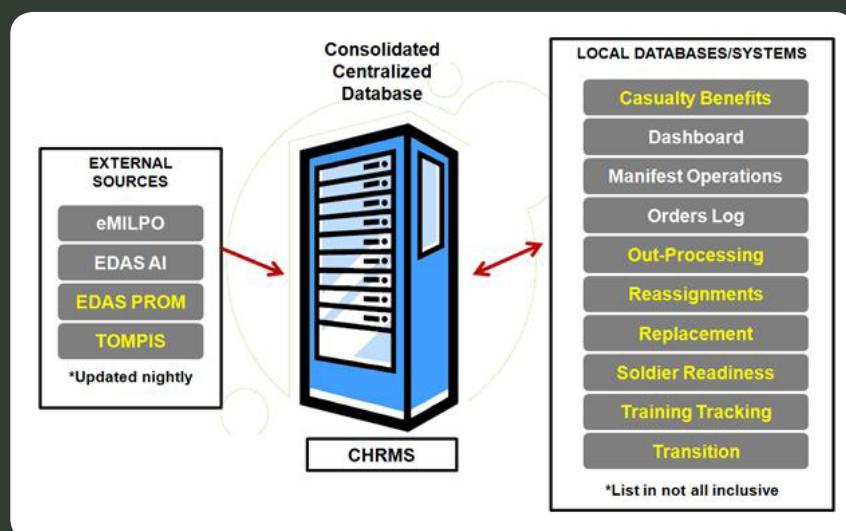 EXTERNAL
SOURCES
eMILPO
EDAS AI
EDAS PROM
TOMPIS
*Updated nightly
Consolidated
Centralized
Database
CHRMS
LOCAL DATABASES/SYSTEMS
Casualty Benefits
Dashboard
Manifest Operations
Orders Log
Out-Processing
Reassignments
Replacement
Soldier Readiness
Training Tracking
Transition
*List in not all inclusive